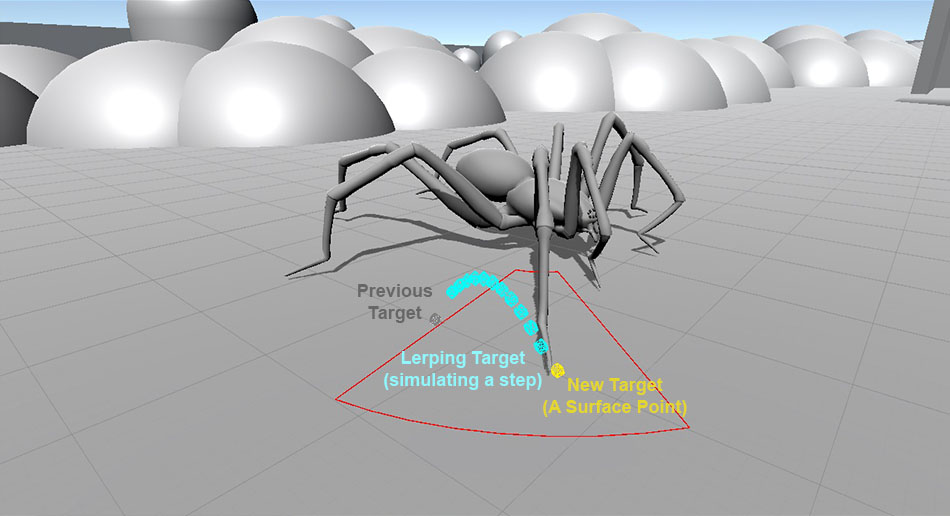 Previous
Target
Lerping Target
(simulating a step)
New Target
(A Surface Point)